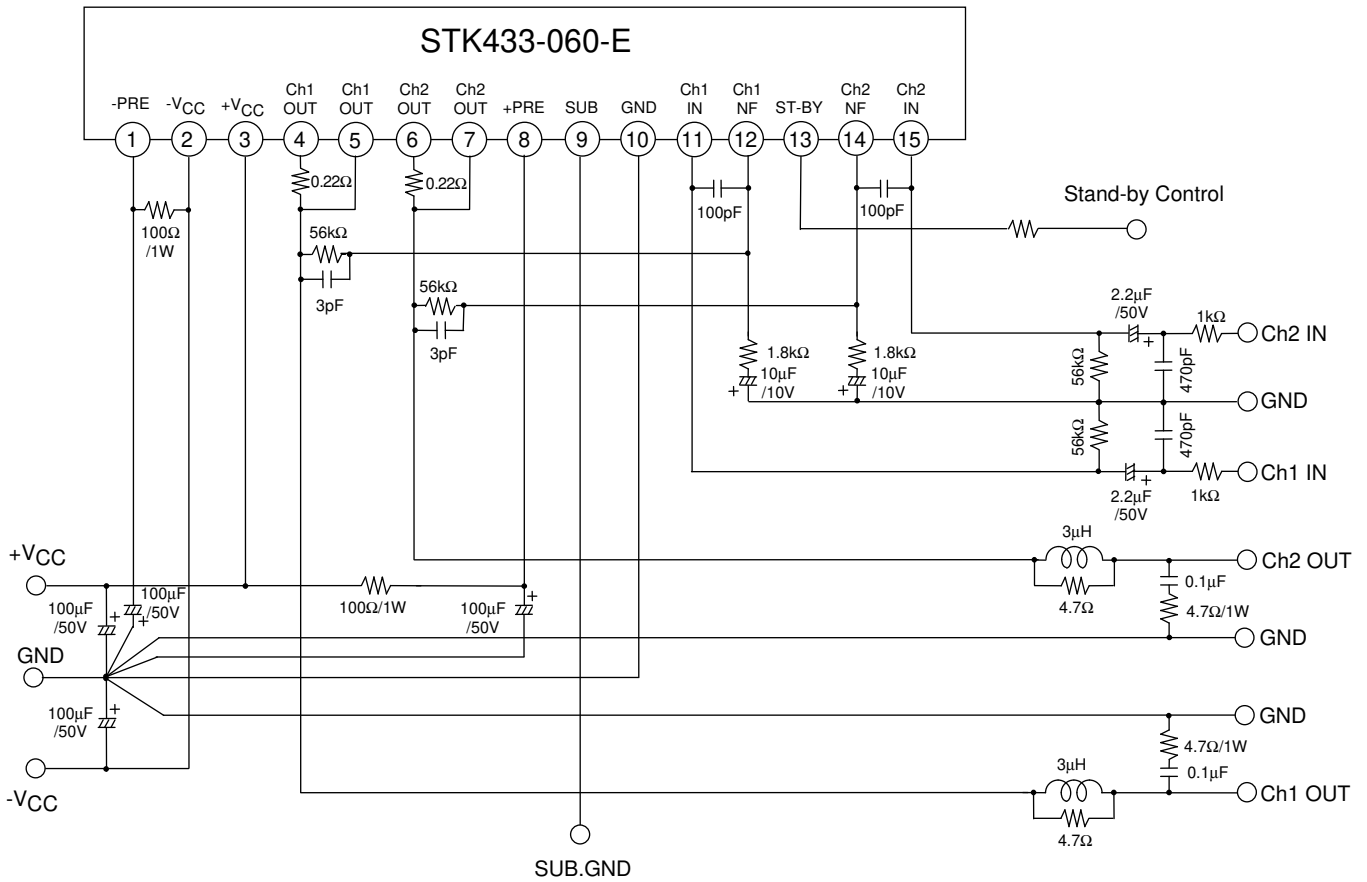 STK433-060-E
-PRE
-VCC
+VCC
Ch1
OUT
Ch1
OUT
Ch2
OUT
Ch2
OUT
+PRE
SUB
GND
Ch1
IN
Ch1
NF
ST-BY
Ch2
NF
Ch2
IN
1
2
3
4
5
6
7
8
9
10
11
12
13
14
15
0.22Ω
0.22Ω
100pF
100pF
Stand-by Control
100Ω
/1W
56kΩ
3pF
56kΩ
3pF
2.2μF
/50V
1kΩ
Ch2 IN
1.8kΩ
10μF
/10V
+
1.8kΩ
10μF
/10V
+
+
56kΩ
470pF
GND
56kΩ
470pF
+
Ch1 IN
2.2μF
/50V
1kΩ
3μH
Ch2 OUT
4.7Ω
0.1μF
4.7Ω/1W
GND
+VCC
100μF
/50V
+
100μF
/50V
+
100Ω/1W
100μF
/50V
+
GND
100μF
/50V
+
-VCC
GND
4.7Ω/1W
0.1μF
3μH
Ch1 OUT
4.7Ω
SUB.GND